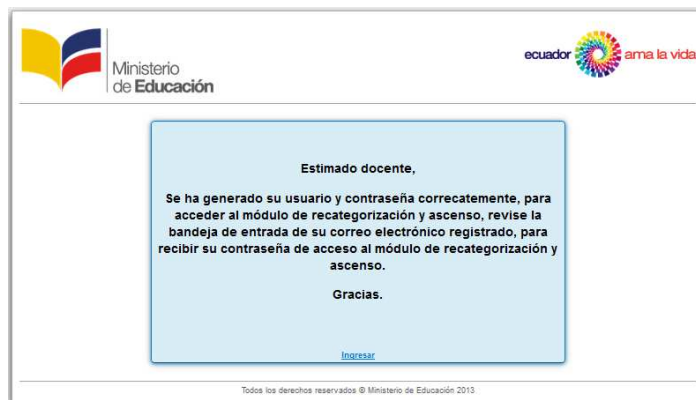 Ministerio
de Educación
ecuador ama la vida
Estimado docente,
Se ha generado su usuario y contraseña correcatemente, para
acceder al módulo de recategorización y ascenso, revise la
bandeja de entrada de su correo electrónico registrado, para
recibir su contraseña de acceso al módulo de recategorización y
ascenso.
Gracias.
Ingresar
Todos los derechos reservados © Ministerio de Educación 2013